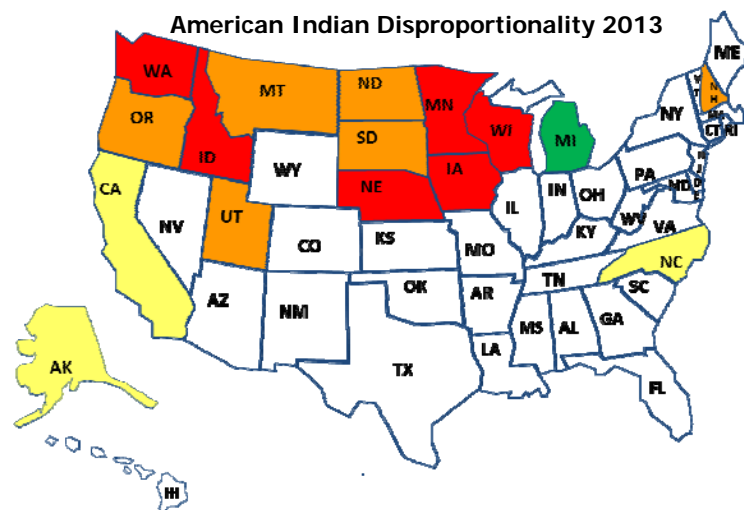 American Indian Disproportionality 2013
ME
WA
MT
ND
MN
V
T
N
H
OR
NY
WI
MI
SD
ID
CT RI
WY
IA
PA
N
J
CA
NE
OH
MD
D
E
IN
IL
NV
UT
WV
VA
CO
KS
MO
KY
NC
TN
AZ
OK
AR
SC
NM
MS
AL
GA
LA
AK
TX
FL
HI